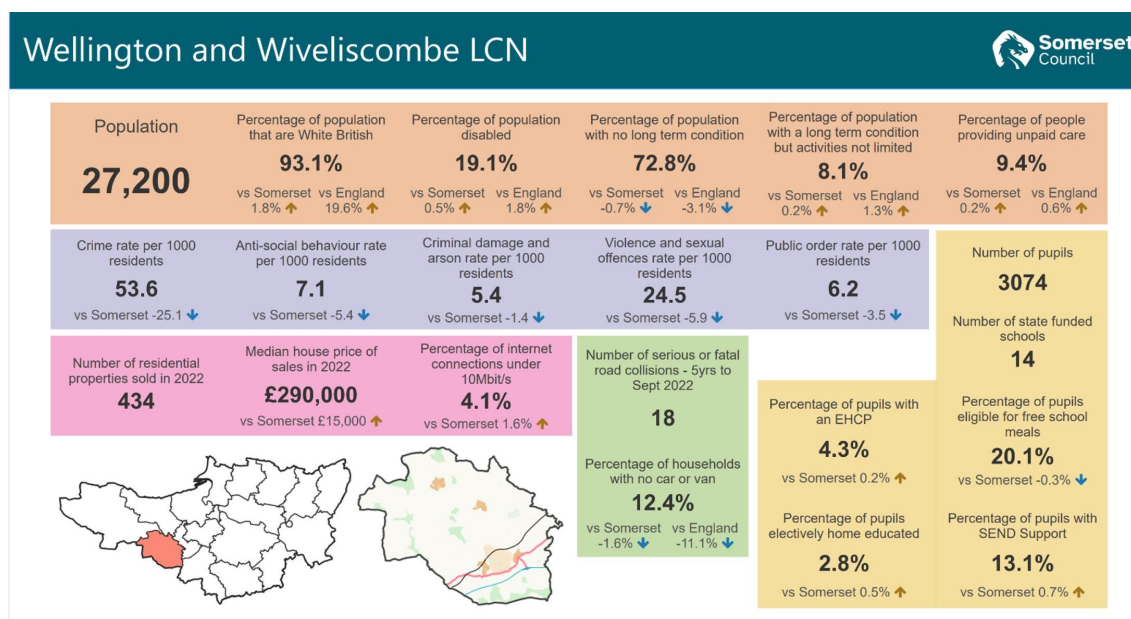 Wellington and Wiveliscombe LCN
Somerset
Council
Population
27,200
Percentage of population
that are White British
93.1%
vs Somerset vs England
1.8% ↑ 19.6% ↑
Percentage of population
disabled
19.1%
vs Somerset vs England
0.5% ↑ 1.8% ↑
Percentage of population
with no long term condition
72.8%
vs Somerset vs England
-0.7% ↓ -3.1% ↓
Percentage of population
with a long term condition
but activities not limited
8.1%
vs Somerset vs England
0.2% ↑ 1.3% ↑
Percentage of people
providing unpaid care
9.4%
vs Somerset vs England
0.2% ↑ 0.6% ↑
Crime rate per 1000
residents
53.6
vs Somerset -25.1 ↓
Anti-social behaviour rate
per 1000 residents
7.1
vs Somerset -5.4 ↓
Criminal damage and
arson rate per 1000
residents
5.4
vs Somerset -1.4 ↓
Violence and sexual
offences rate per 1000
residents
24.5
vs Somerset -5.9 ↓
Public order rate per 1000
residents
6.2
vs Somerset -3.5 ↓
Number of pupils
3074
Number of state funded
schools
14
Percentage of pupils
eligible for free school
meals
20.1%
vs Somerset -0.3% ↓
Percentage of pupils with
SEND Support
13.1%
vs Somerset 0.7% ↑
Number of residential
properties sold in 2022
434
Median house price of
sales in 2022
£290,000
vs Somerset £15,000 ↑
Percentage of internet
connections under
10Mbit/s
4.1%
vs Somerset 1.6% ↑
Number of serious or fatal
road collisions - 5yrs to
Sept 2022
18
Percentage of households
with no car or van
12.4%
vs Somerset vs England
-1.6% ↓ -11.1% ↓
Percentage of pupils with
an EHCP
4.3%
vs Somerset 0.2% ↑
Percentage of pupils
electively home educated
2.8%
vs Somerset 0.5% ↑